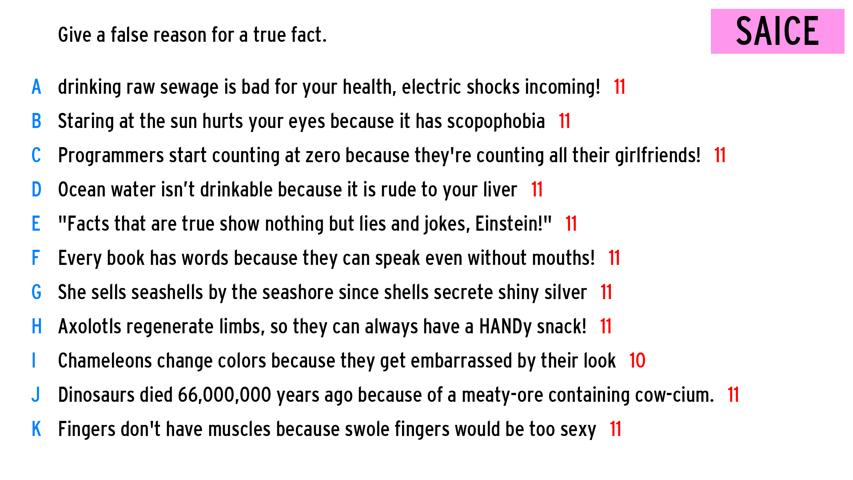 Give a false reason for a true fact.
SAICE
A drinking raw sewage is bad for your health, electric shocks incoming! 11
B Staring at the sun hurts your eyes because it has scopophobia 11
C Programmers start counting at zero because they're counting all their girlfriends! 11
D Ocean water isn’t drinkable because it is rude to your liver 11
E "Facts that are true show nothing but lies and jokes, Einstein!" 11
F Every book has words because they can speak even without mouths! 11
G She sells seashells by the seashore since shells secrete shiny silver 11
H Axolotls regenerate limbs, so they can always have a HANDy snack! 11
I Chameleons change colors because they get embarrassed by their look 10
J Dinosaurs died 66,000,000 years ago because of a meaty-ore containing cow-cium. 11
K Fingers don't have muscles because swole fingers would be too sexy 11